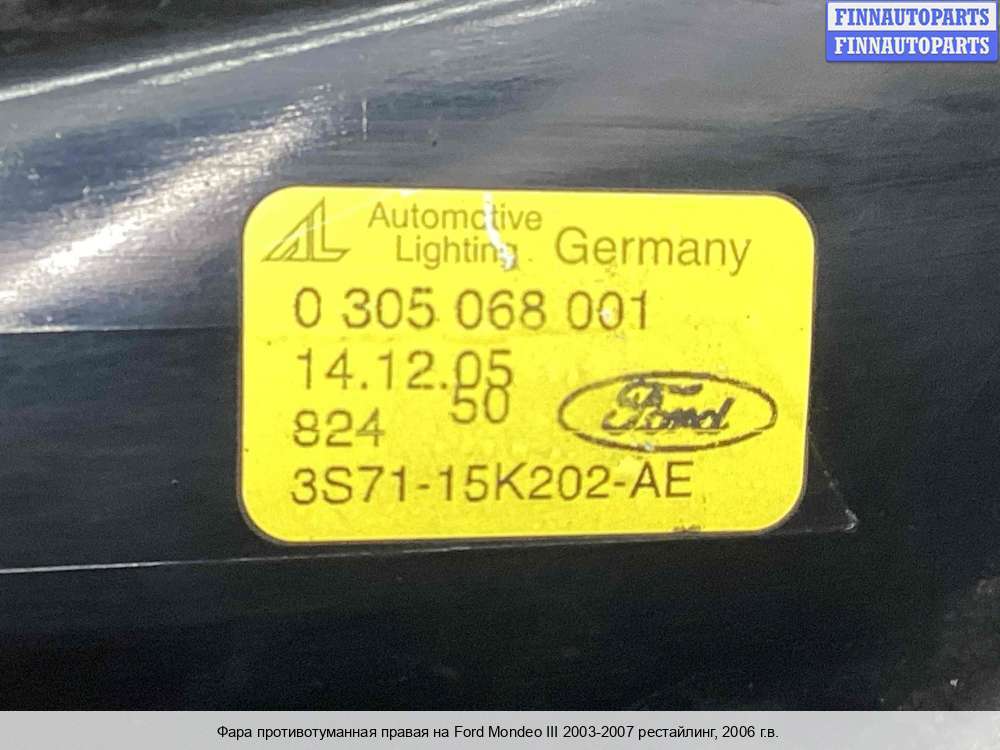 FINNAUTOPARTS
FINNAUTOPARTS
AL Automotive
Lighting Germany
0 305 068 001
14.12.05
50
824
Ford
3S71-15K202-AE
Фара противотуманная правая на Ford Mondeo III 2003-2007 рестайлинг, 2006 г.в.